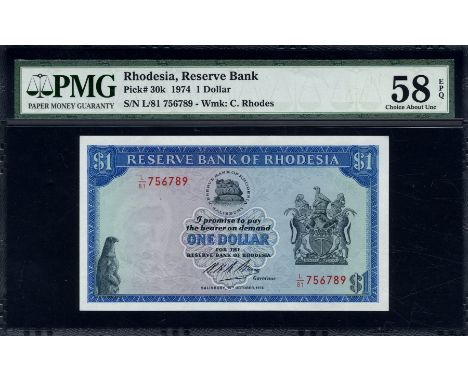 PMG
PAPER MONEY GUARANTY
Rhodesia, Reserve Bank
Pick# 30k 1974 1 Dollar
S/N L/81 756789 - Wmk: C. Rhodes
58 EPQ
Choice About Unc
$1 RESERVE BANK OF RHODESIA $1
L/81 756789
I promise to pay
the bearer on demand
ONE DOLLAR
FOR THE
RESERVE BANK OF RHODESIA
Governor
L/81 756789
$1